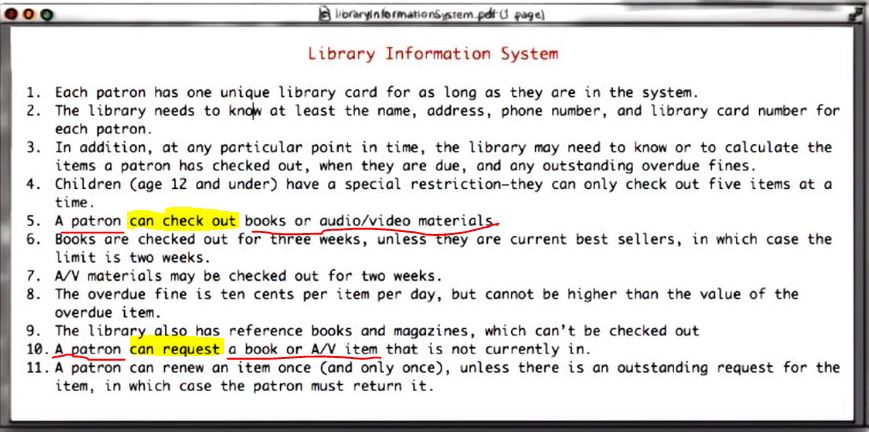 libraryInformationSystem.pdf (1 page)
Library Information System
1. Each patron has one unique library card for as long as they are in the system.
2. The library needs to know at least the name, address, phone number, and library card number for
each patron.
3. In addition, at any particular point in time, the library may need to know or to calculate the
items a patron has checked out, when they are due, and any outstanding overdue fines.
4. Children (age 12 and under) have a special restriction–they can only check out five items at a
time.
5. A patron can check out books or audio/video materials.
6. Books are checked out for three weeks, unless they are current best sellers, in which case the
limit is two weeks.
7. A/V materials may be checked out for two weeks.
8. The overdue fine is ten cents per item per day, but cannot be higher than the value of the
overdue item.
9. The library also has reference books and magazines, which can't be checked out
10. A patron can request a book or A/V item that is not currently in.
11. A patron can renew an item once (and only once), unless there is an outstanding request for the
item, in which case the patron must return it.